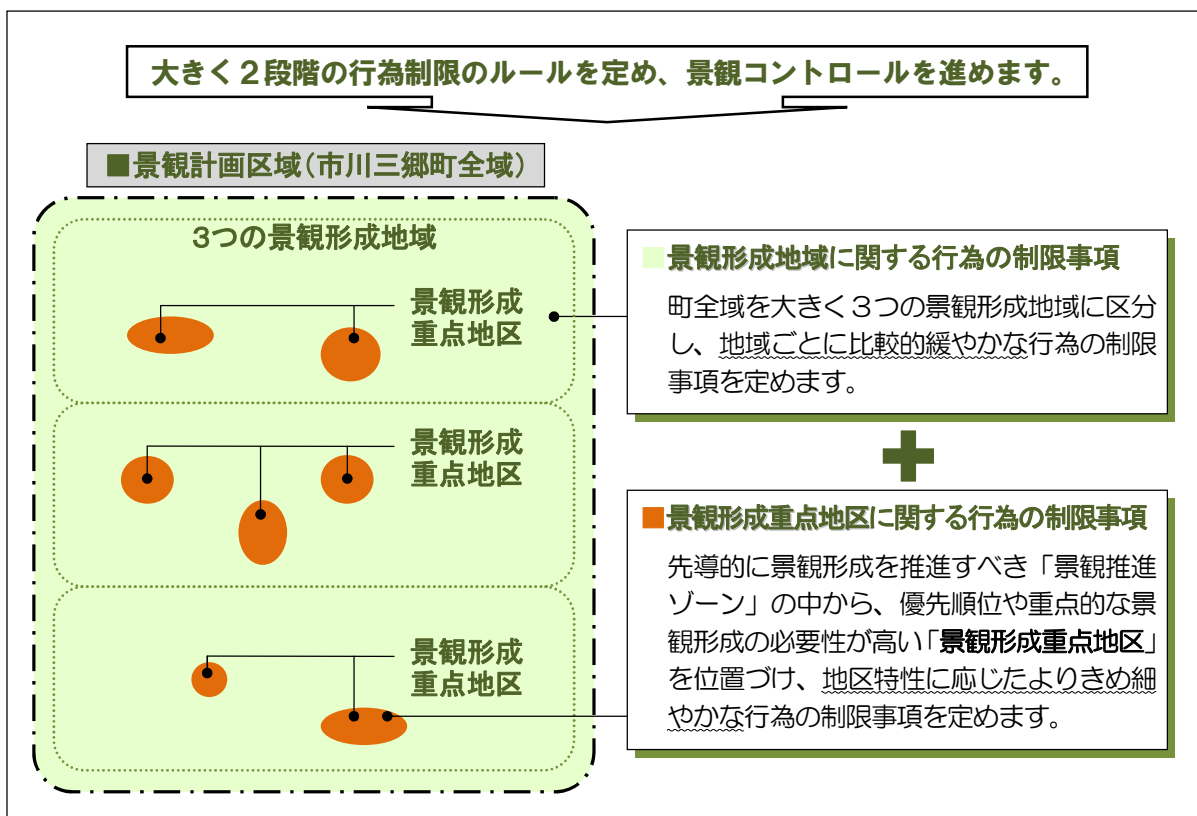 大きく２段階の行為制限のルールを定め、景観コントロールを進めます。
■景観計画区域（市川三郷町全域）
3つの景観形成地域
景観形成
重点地区
景観形成
重点地区
景観形成
重点地区
■景観形成地域に関する行為の制限事項
町全域を大きく３つの景観形成地域に区分
し、地域ごとに比較的緩やかな行為の制限
事項を定めます。
■景観形成重点地区に関する行為の制限事項
先導的に景観形成を推進すべき「景観推進
ゾーン」の中から、優先順位や重点的な景
観形成の必要性が高い「景観形成重点地区」
を位置づけ、地区特性に応じたよりきめ細
やかな行為の制限事項を定めます。